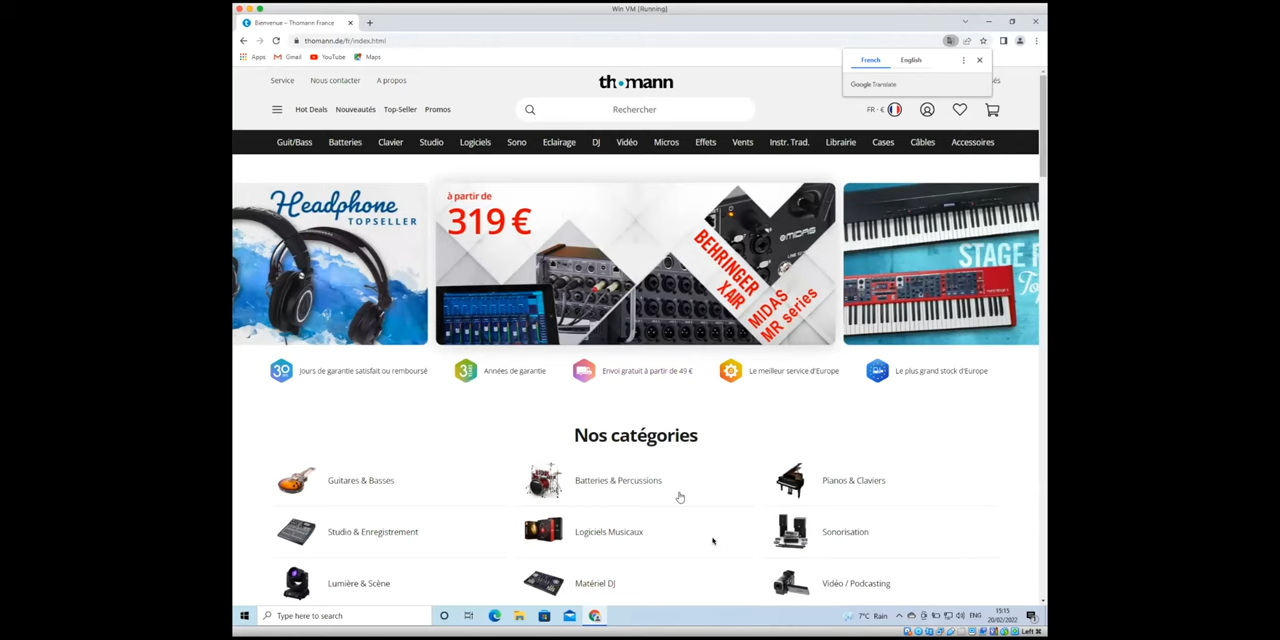 Win VM [Running]
Bienvenue – Thomann France
thomann.de/fr/index.html
Apps Gmail YouTube Maps
French English
Google Translate
Service Nous contacter A propos
th•mann
Hot Deals Nouveautés Top-Seller Promos
Rechercher
FR · €
Guit/Bass Batteries Clavier Studio Logiciels Sono Eclairage DJ Vidéo Micros Effets Vents Instr. Trad. Librairie Cases Câbles Accessoires
Headphone
TOPSELLER
à partir de
319 €
BEHRINGER
XAIR
MIDAS
MR series
MIDAS
30 Jours de garantie satisfait ou remboursé
3 Années de garantie
Envoi gratuit à partir de 49 €
Le meilleur service d'Europe
Le plus grand stock d'Europe
Nos catégories
Guitares & Basses
Batteries & Percussions
Pianos & Claviers
Studio & Enregistrement
Logiciels Musicaux
Sonorisation
Lumière & Scène
Matériel DJ
Vidéo / Podcasting
Type here to search
7°C Rain
ENG
15:15
20/02/2022
Left ⌘